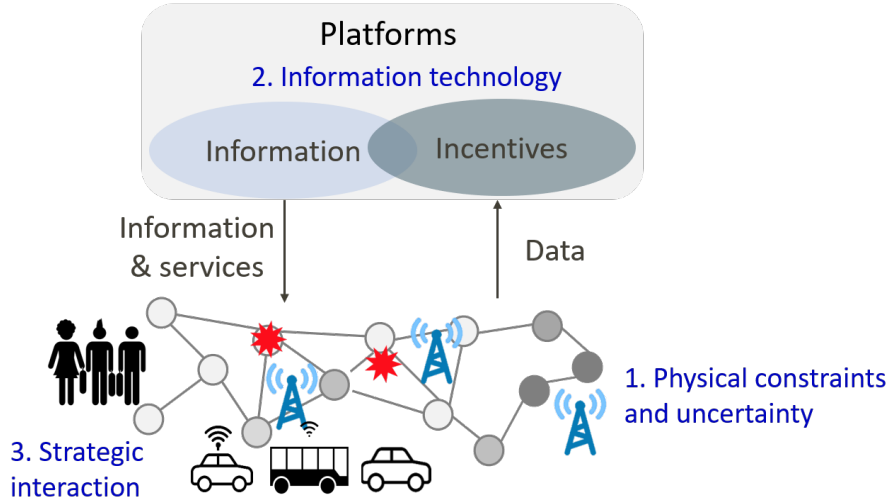 Platforms
2. Information technology
Information
Incentives
Information
& services
Data
1. Physical constraints
and uncertainty
3. Strategic
interaction